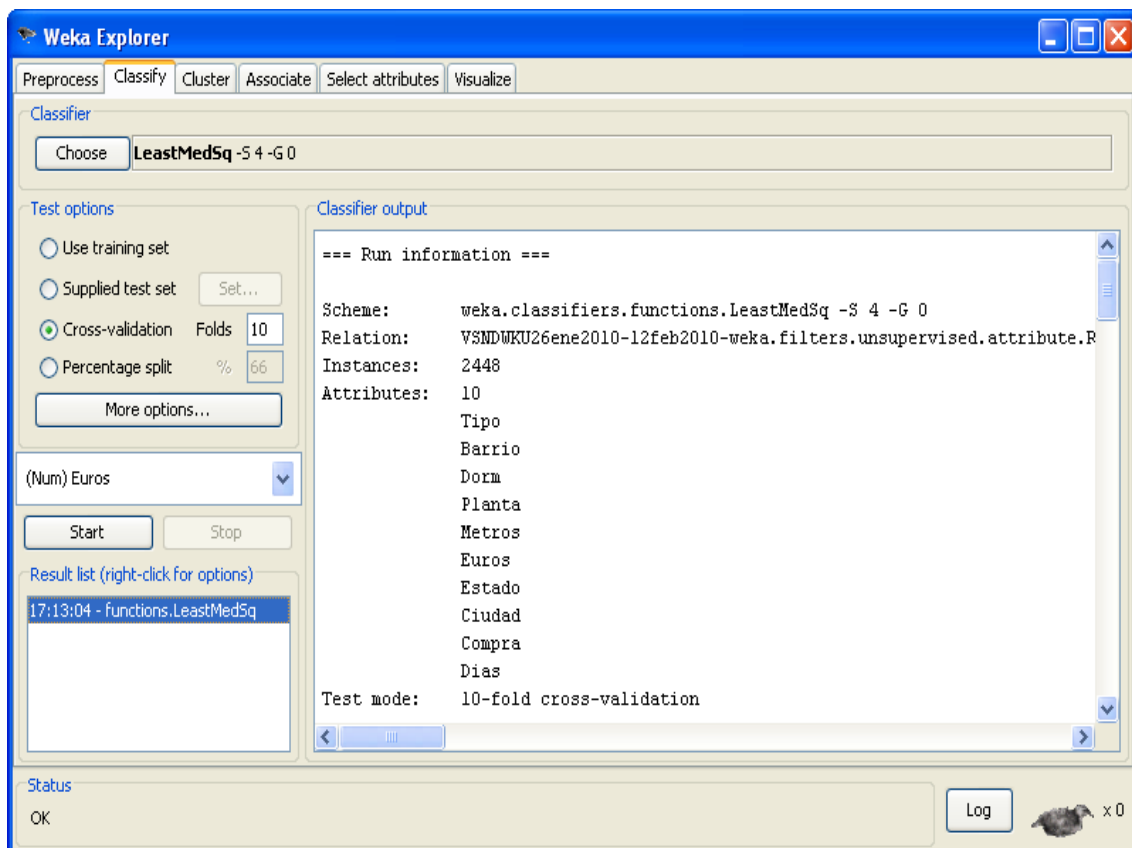 Weka Explorer
Preprocess Classify Cluster Associate Select attributes Visualize
Classifier
Choose LeastMedSq -S 4 -G 0
Test options
Use training set
Supplied test set Set...
Cross-validation Folds 10
Percentage split % 66
More options...
(Num) Euros
Start Stop
Result list (right-click for options)
17:13:04 - functions.LeastMedSq
Classifier output
=== Run information ===
Scheme: weka.classifiers.functions.LeastMedSq -S 4 -G 0
Relation: VSNDWKU26ene2010-12feb2010-weka.filters.unsupervised.attribute.R
Instances: 2448
Attributes: 10
Tipo
Barrio
Dorm
Planta
Metros
Euros
Estado
Ciudad
Compra
Dias
Test mode: 10-fold cross-validation
Status
OK
Log
x 0